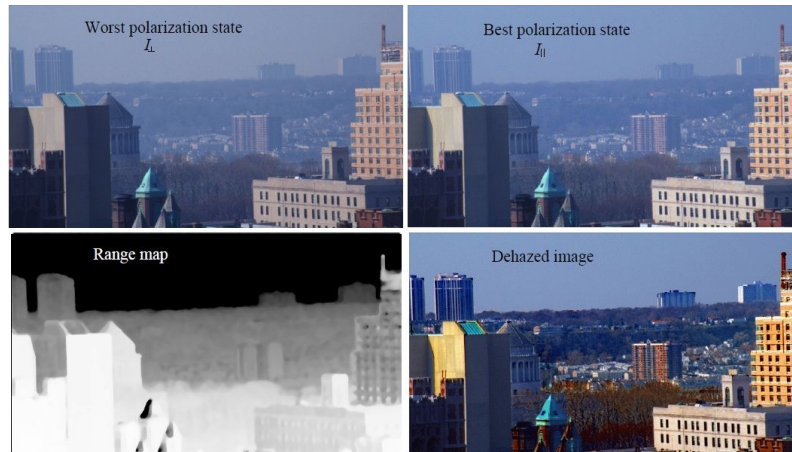 Worst polarization state
I⊥
Best polarization state
I||
Range map
Dehazed image